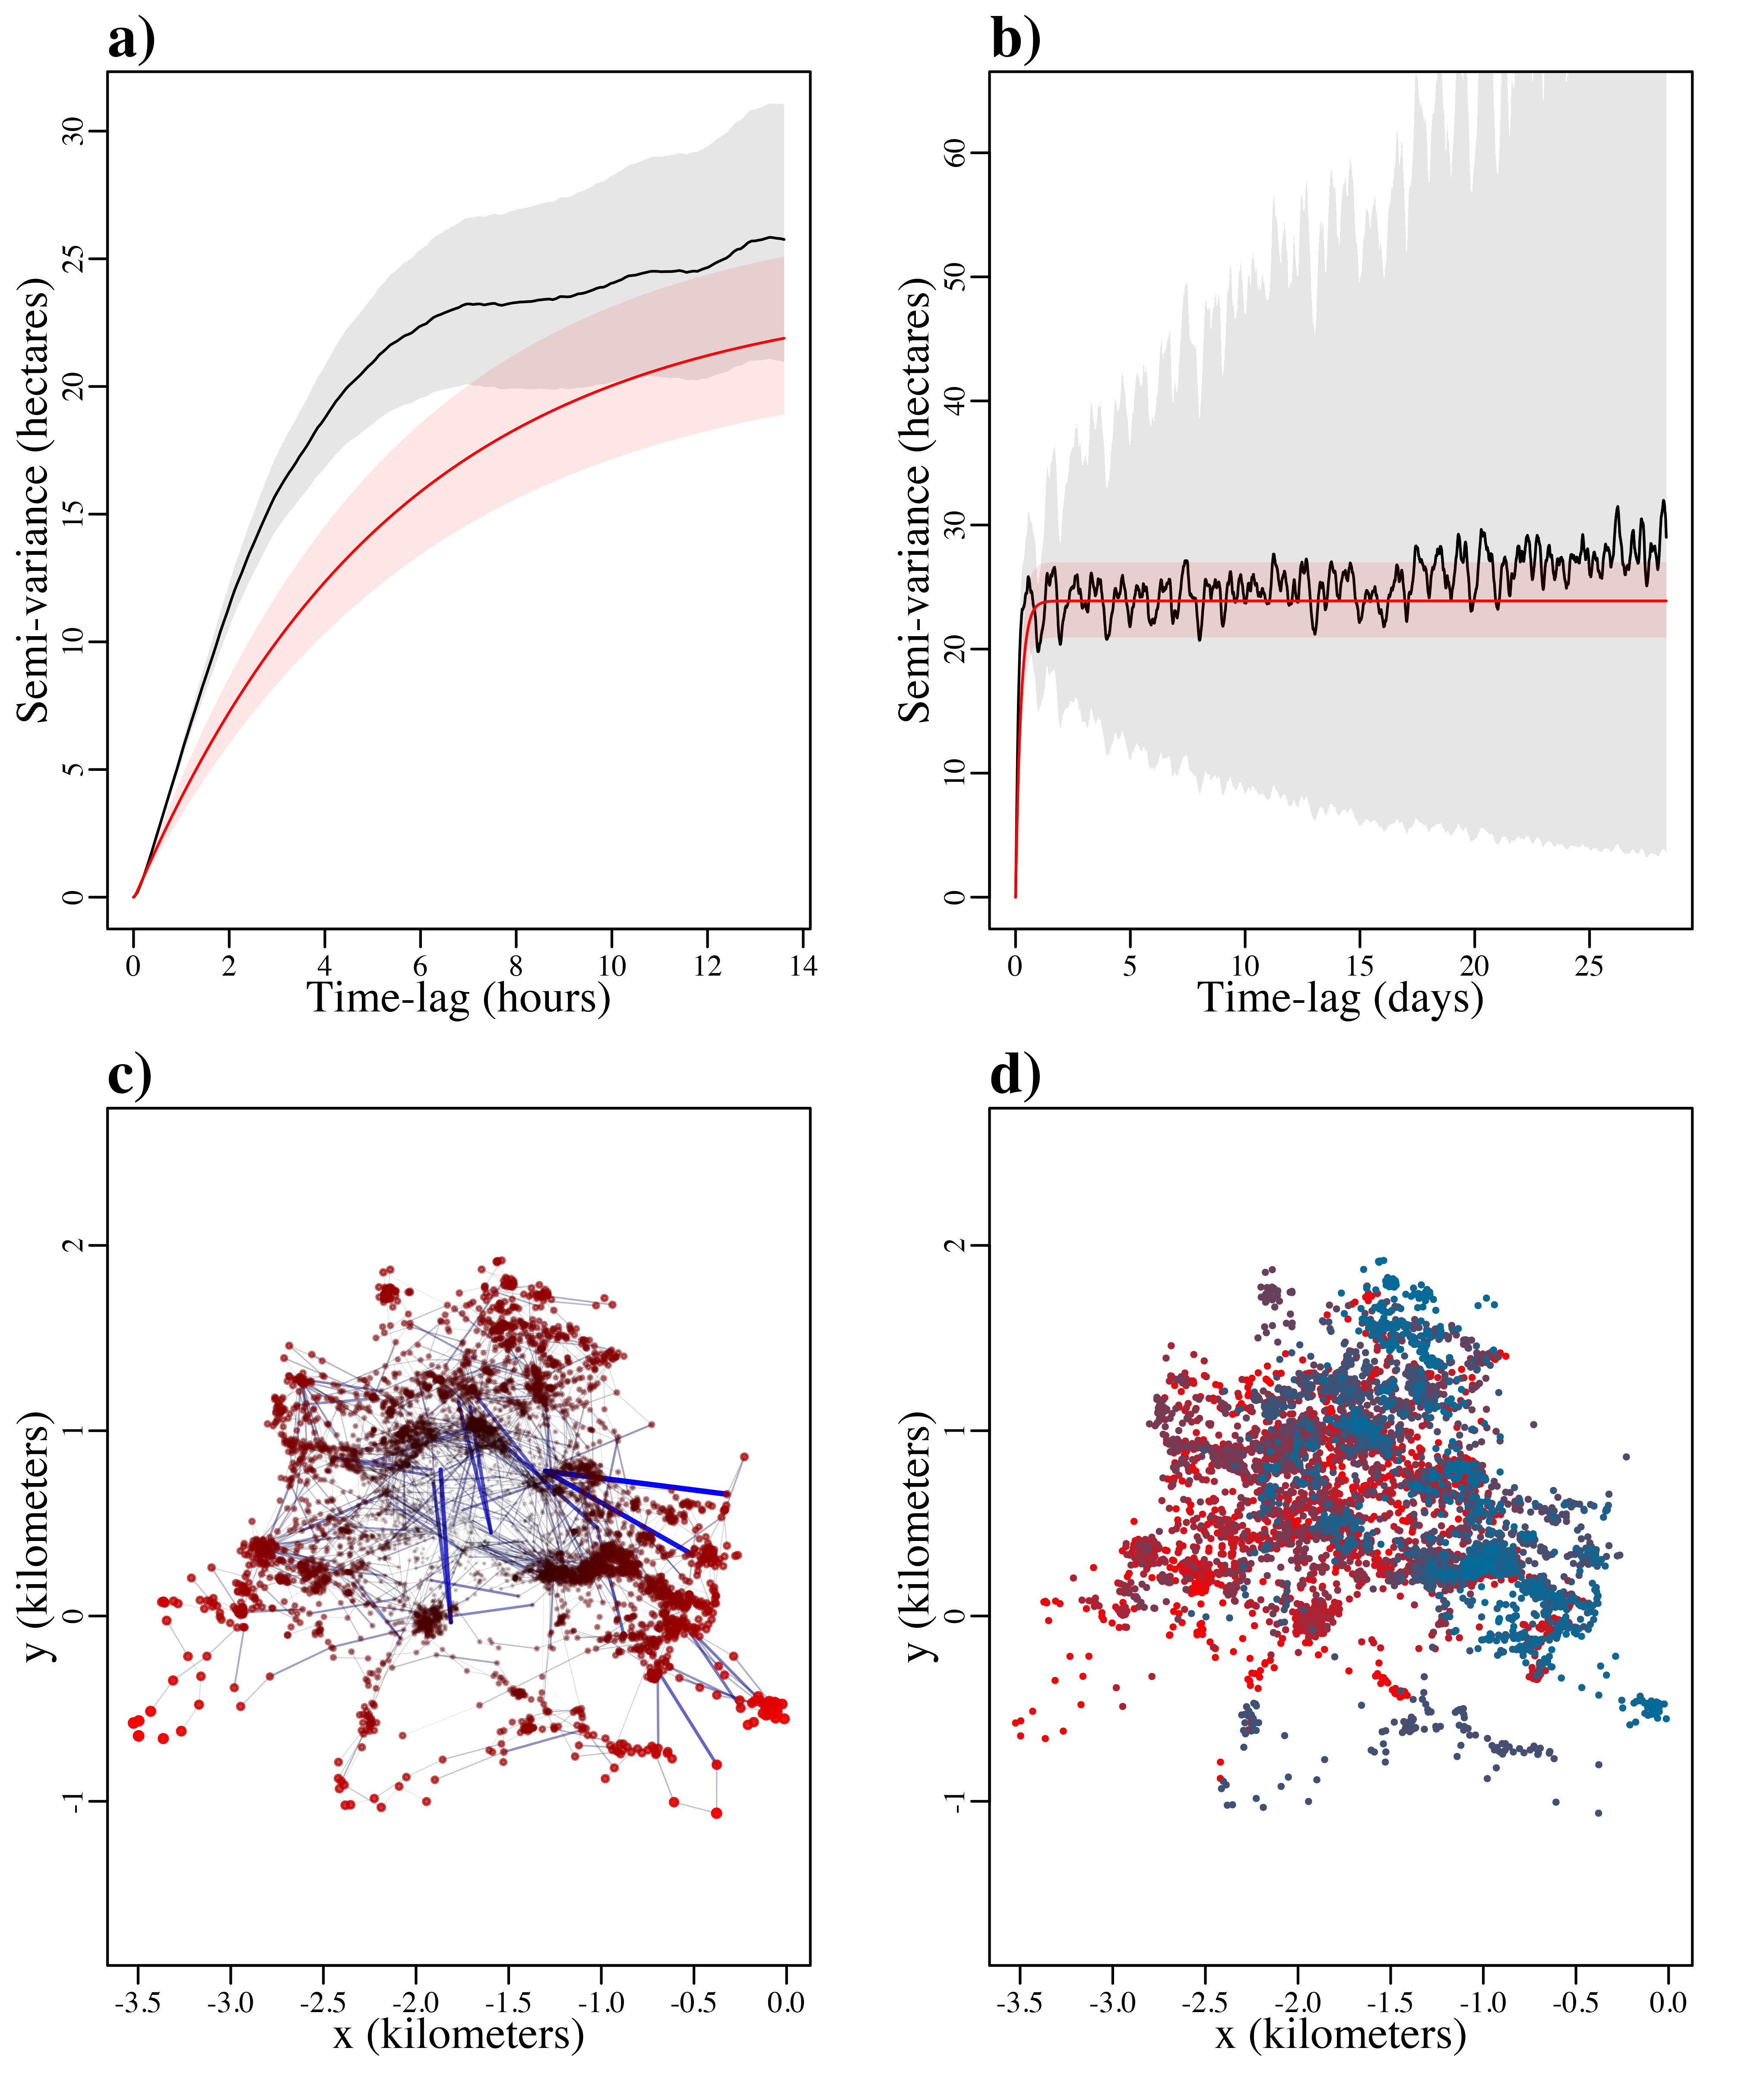 a)
Semi-variance (hectares)
0 5 10 15 20 25 30
0 2 4 6 8 10 12 14
Time-lag (hours)
b)
Semi-variance (hectares)
0 10 20 30 40 50 60
0 5 10 15 20 25
Time-lag (days)
c)
y (kilometers)
-1 0 1 2
-3.5 -3.0 -2.5 -2.0 -1.5 -1.0 -0.5 0.0
x (kilometers)
d)
y (kilometers)
-1 0 1 2
-3.5 -3.0 -2.5 -2.0 -1.5 -1.0 -0.5 0.0
x (kilometers)